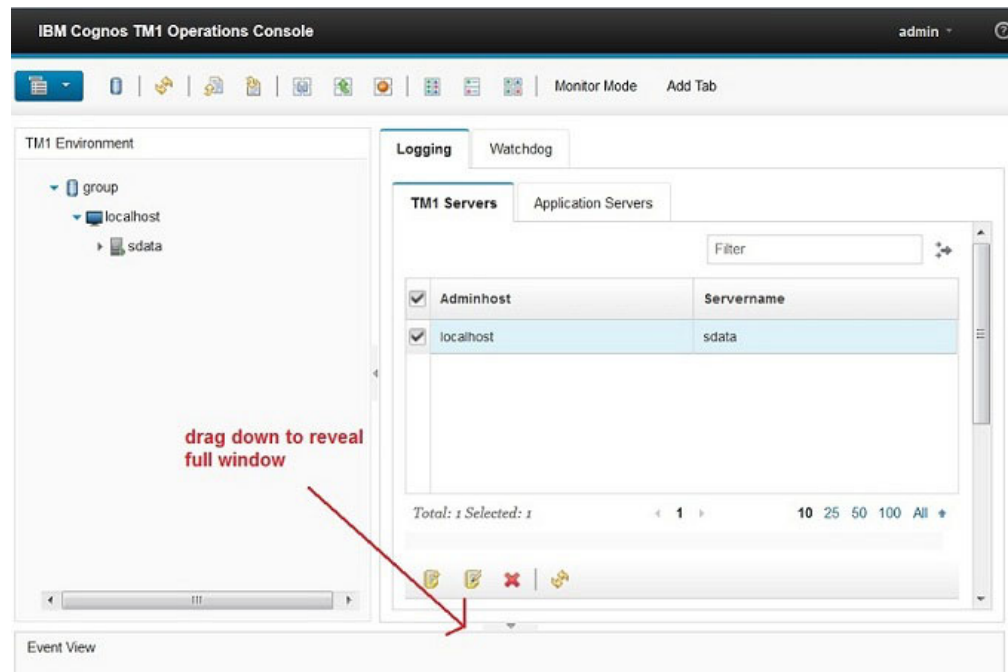 IBM Cognos TM1 Operations Console
admin
Monitor Mode
Add Tab
TM1 Environment
group
localhost
sdata
Logging
Watchdog
TM1 Servers
Application Servers
Filter
Adminhost
Servername
localhost
sdata
drag down to reveal
full window
Total: 1 Selected: 1
1
10 25 50 100 All
Event View